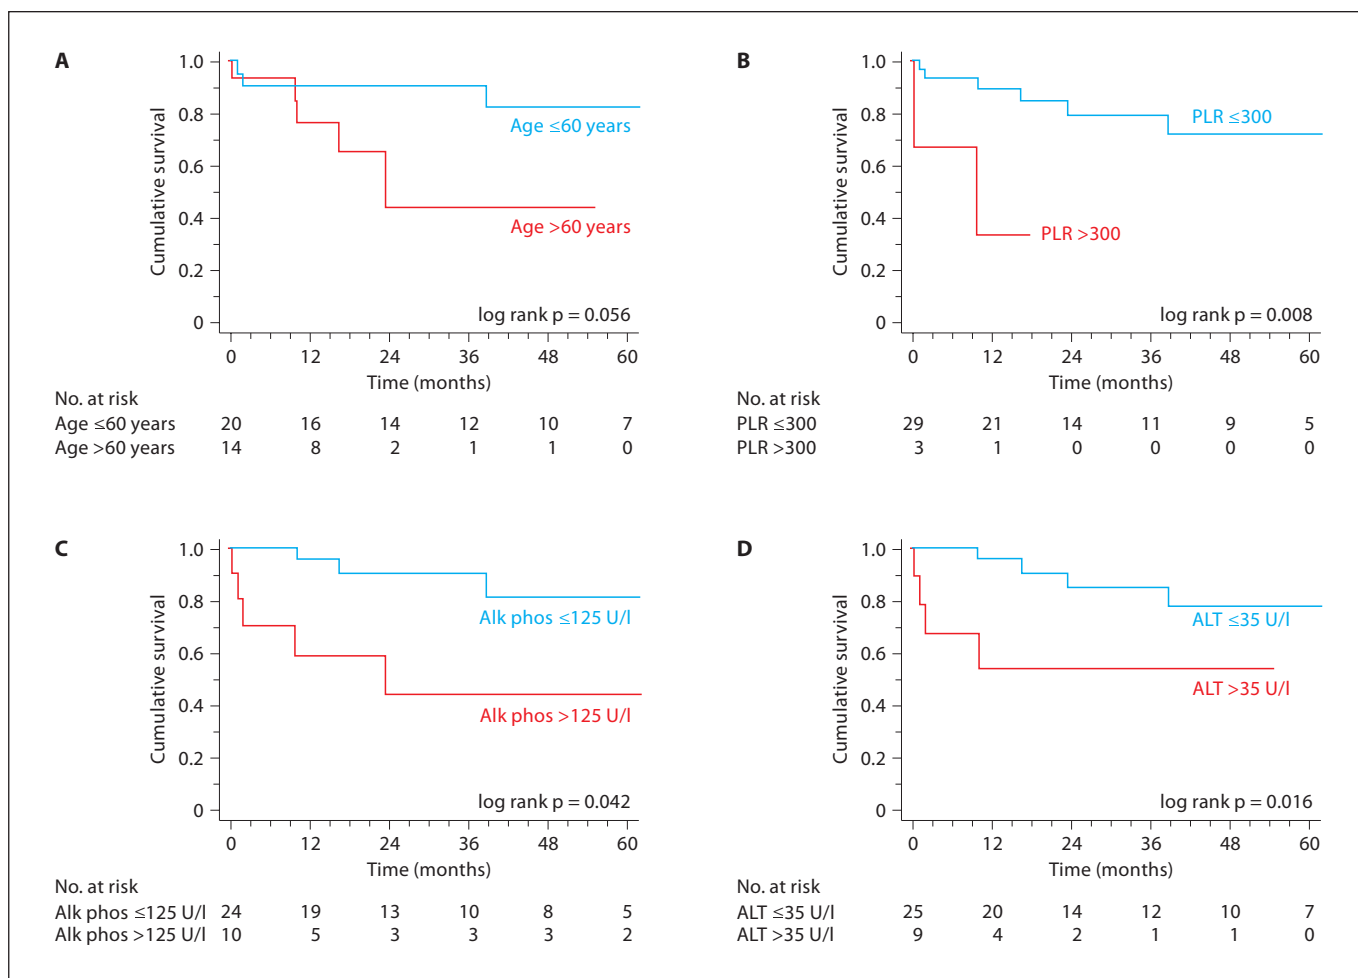 A
Cumulative survival
1.0
0.8
0.6
0.4
0.2
0
Age ≤60 years
Age >60 years
log rank p = 0.056
0 12 24 36 48 60
Time (months)
No. at risk
Age ≤60 years 20 16 14 12 10 7
Age >60 years 14 8 2 1 1 0
B
Cumulative survival
1.0
0.8
0.6
0.4
0.2
0
PLR ≤300
PLR >300
log rank p = 0.008
0 12 24 36 48 60
Time (months)
No. at risk
PLR ≤300 29 21 14 11 9 5
PLR >300 3 1 0 0 0 0
C
Cumulative survival
1.0
0.8
0.6
0.4
0.2
0
Alk phos ≤125 U/l
Alk phos >125 U/l
log rank p = 0.042
0 12 24 36 48 60
Time (months)
No. at risk
Alk phos ≤125 U/l 24 19 13 10 8 5
Alk phos >125 U/l 10 5 3 3 3 2
D
Cumulative survival
1.0
0.8
0.6
0.4
0.2
0
ALT ≤35 U/l
ALT >35 U/l
log rank p = 0.016
0 12 24 36 48 60
Time (months)
No. at risk
ALT ≤35 U/l 25 20 14 12 10 7
ALT >35 U/l 9 4 2 1 1 0